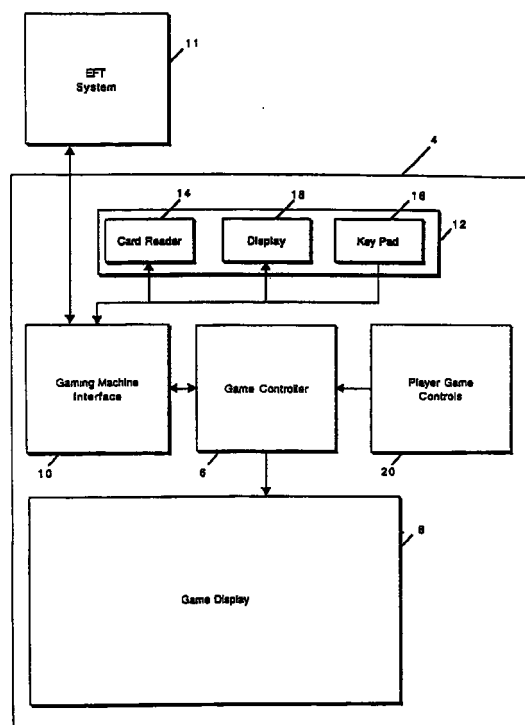 11
EFT
System
4
14
18
16
Card Reader
Display
Key Pad
12
Gaming Machine
Interface
Game Controller
Player Game
Controls
10
6
20
8
Game Display